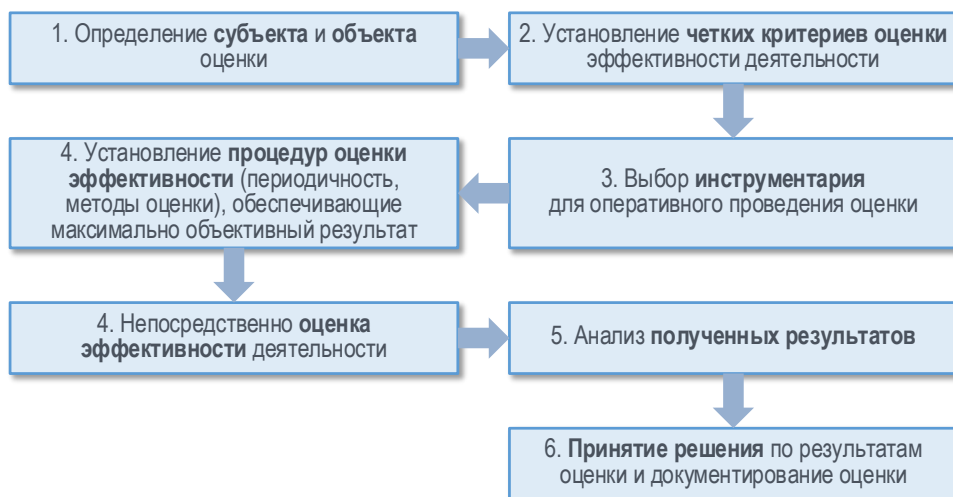 1. Определение субъекта и объекта
оценки
2. Установление четких критериев оценки
эффективности деятельности
3. Выбор инструментария
для оперативного проведения оценки
4. Установление процедур оценки
эффективности (периодичность,
методы оценки), обеспечивающие
максимально объективный результат
4. Непосредственно оценка
эффективности деятельности
5. Анализ полученных результатов
6. Принятие решения по результатам
оценки и документирование оценки